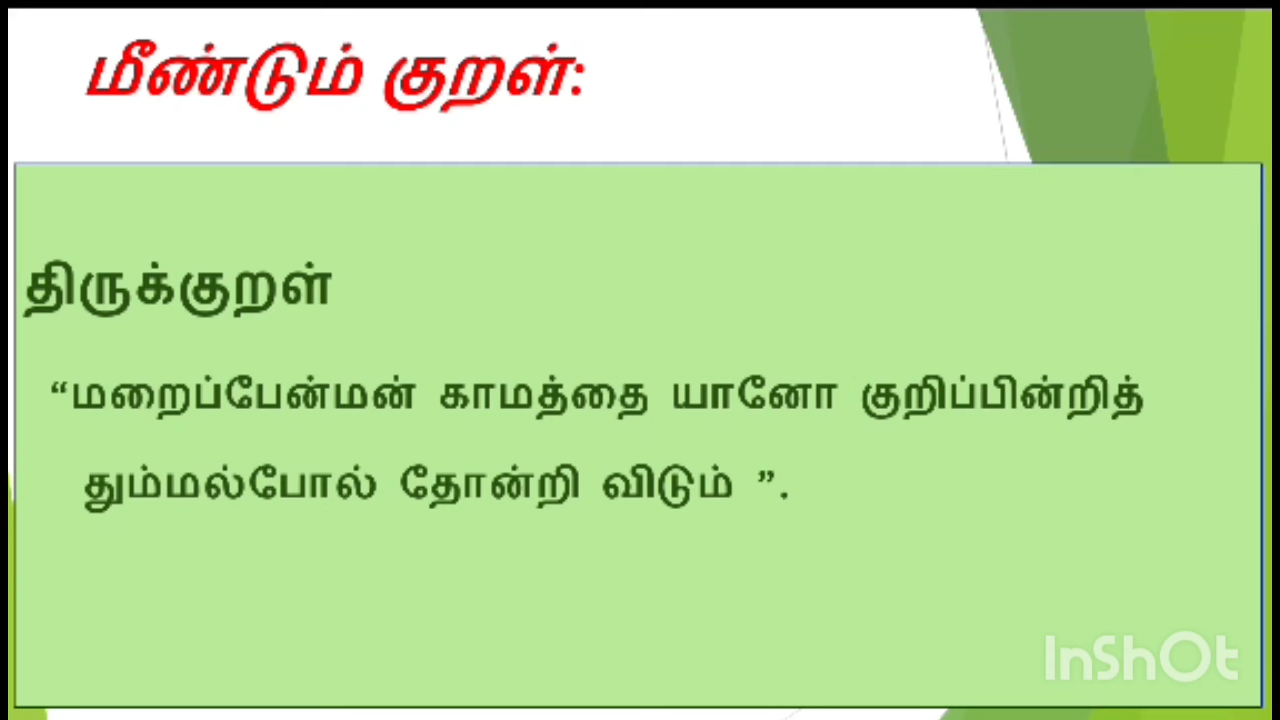 மீண்டும் குறள்:
திருக்குறள்
“மறைப்பேன்மன் காமத்தை யானோ குறிப்பின்றித்
தும்மல்போல் தோன்றி விடும் ”.
InShOt